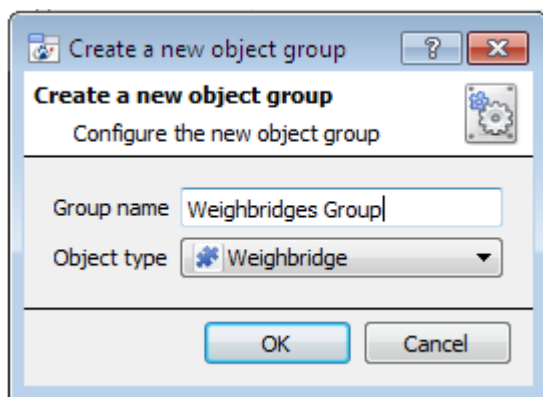 Create a new object group
Create a new object group
Configure the new object group
Group name Weighbridges Group
Object type Weighbridge
OK Cancel